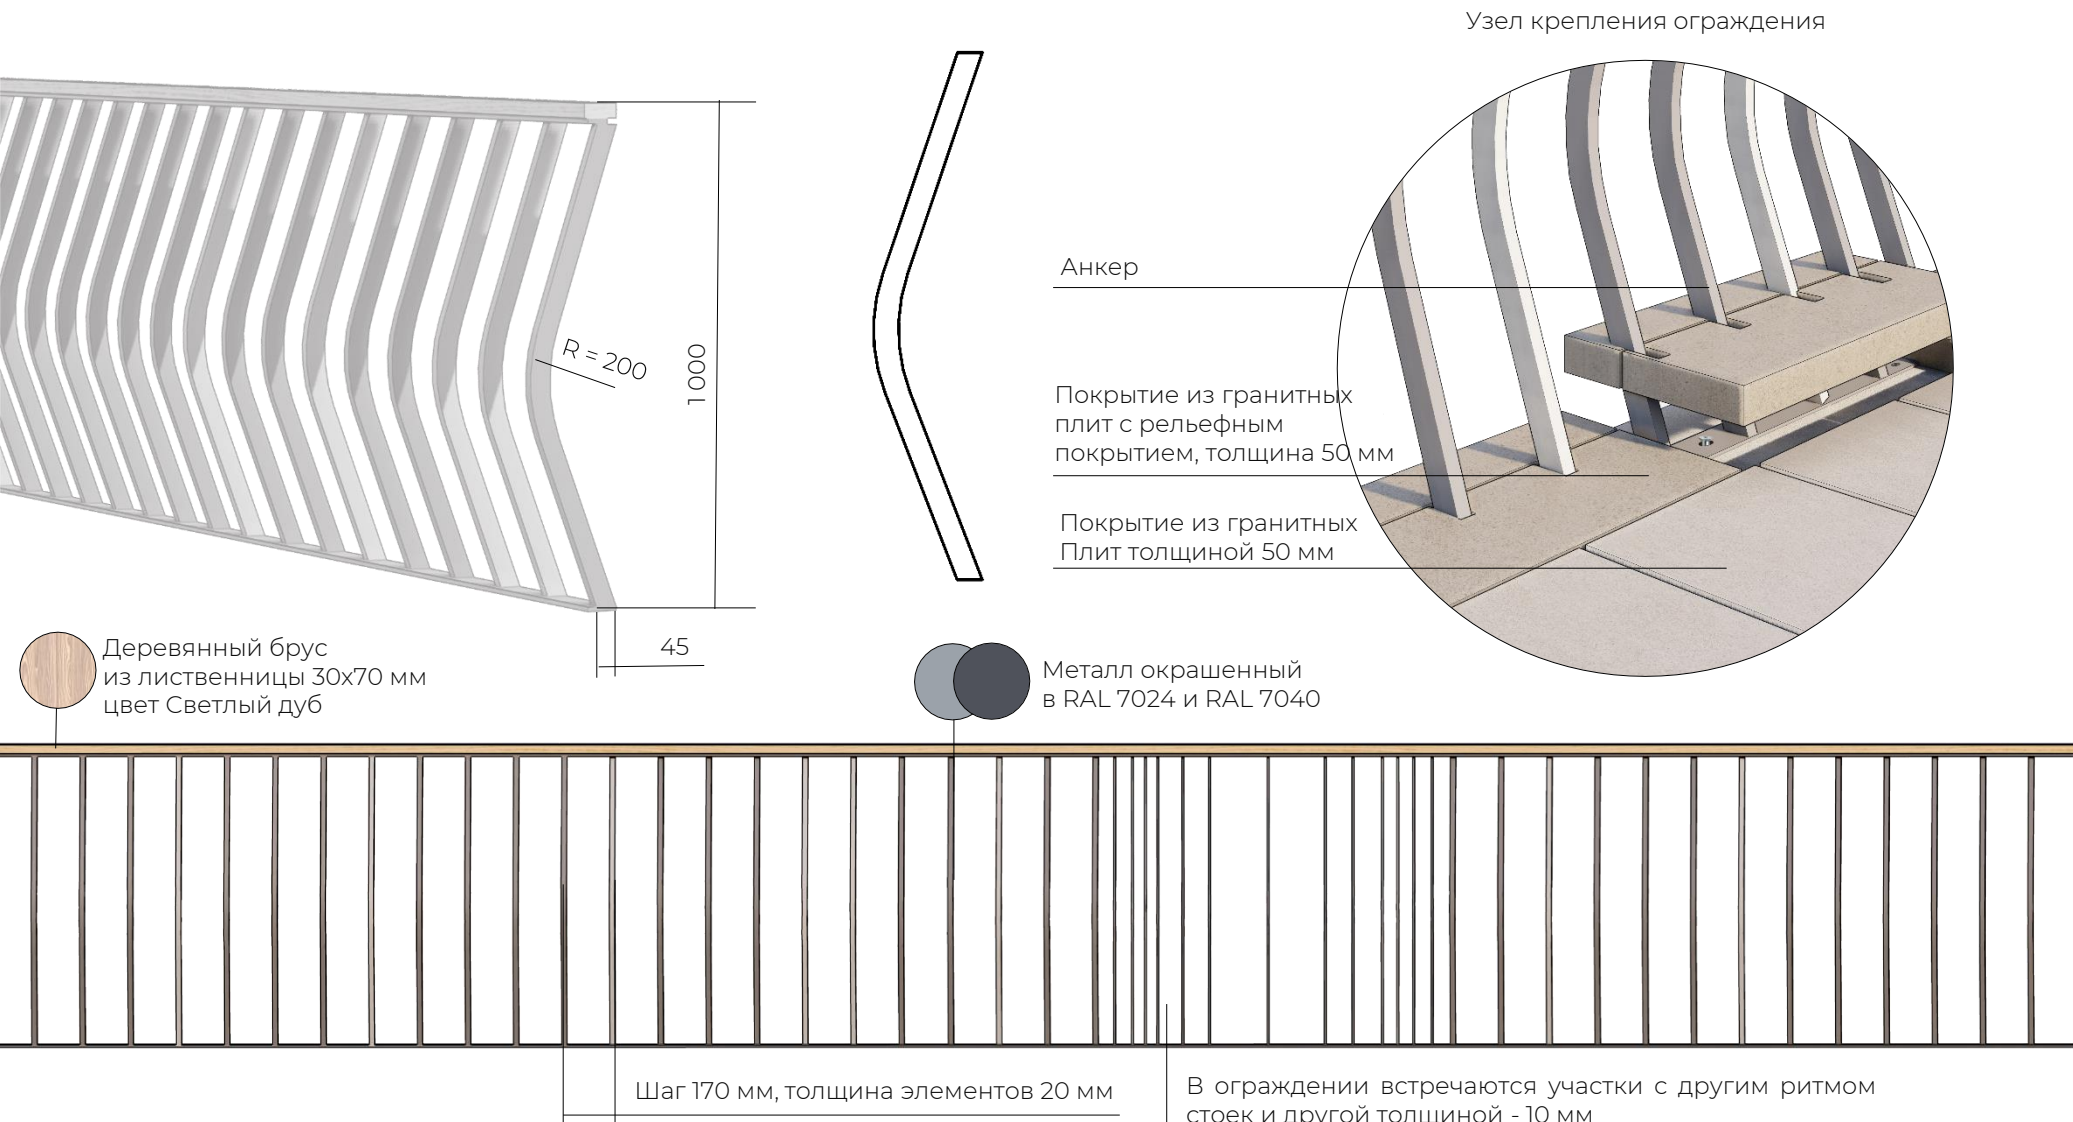 Узел крепления ограждения
R = 200
1 000
45
Анкер
Покрытие из гранитных
плит с рельефным
покрытием, толщина 50 мм
Покрытие из гранитных
Плит толщиной 50 мм
Деревянный брус
из лиственницы 30х70 мм
цвет Светлый дуб
Металл окрашенный
в RAL 7024 и RAL 7040
Шаг 170 мм, толщина элементов 20 мм
В ограждении встречаются участки с другим ритмом
стоек и другой толщиной - 10 мм